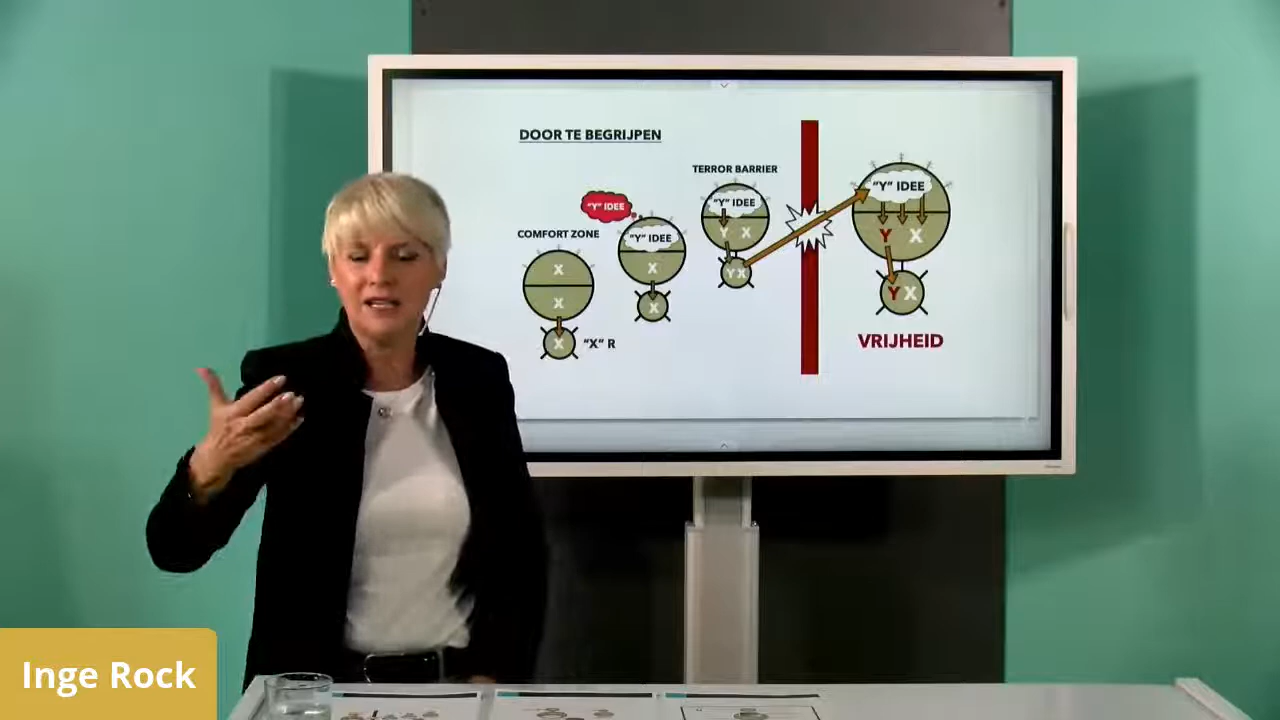 DOOR TE BEGRIJPEN
TERROR BARRIER
"Y" IDEE
"Y" IDEE
"Y" IDEE
COMFORT ZONE
"Y" IDEE
Y X
Y X
X
X
X
X
Y X
X
Y X
X
"X" R
VRIJHEID
Inge Rock